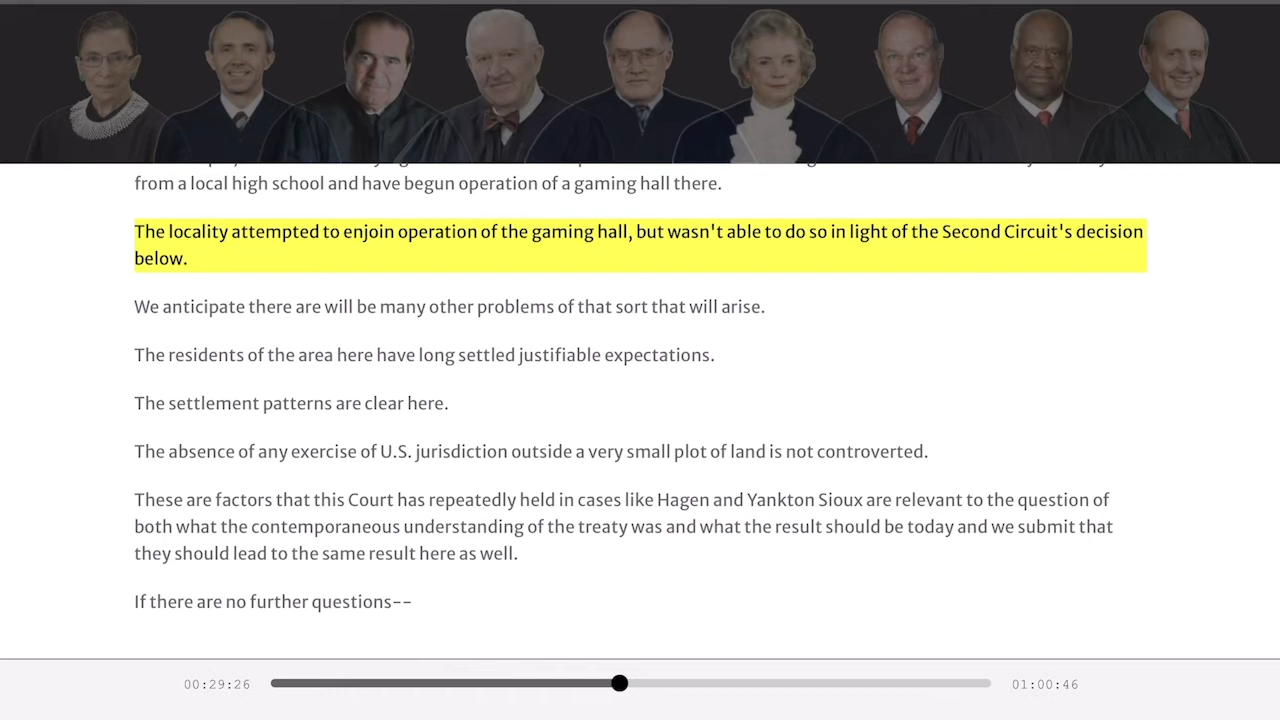 from a local high school and have begun operation of a gaming hall there.
The locality attempted to enjoin operation of the gaming hall, but wasn't able to do so in light of the Second Circuit's decision
below.
We anticipate there are will be many other problems of that sort that will arise.
The residents of the area here have long settled justifiable expectations.
The settlement patterns are clear here.
The absence of any exercise of U.S. jurisdiction outside a very small plot of land is not controverted.
These are factors that this Court has repeatedly held in cases like Hagen and Yankton Sioux are relevant to the question of
both what the contemporaneous understanding of the treaty was and what the result should be today and we submit that
they should lead to the same result here as well.
If there are no further questions--
00:29:26
01:00:46